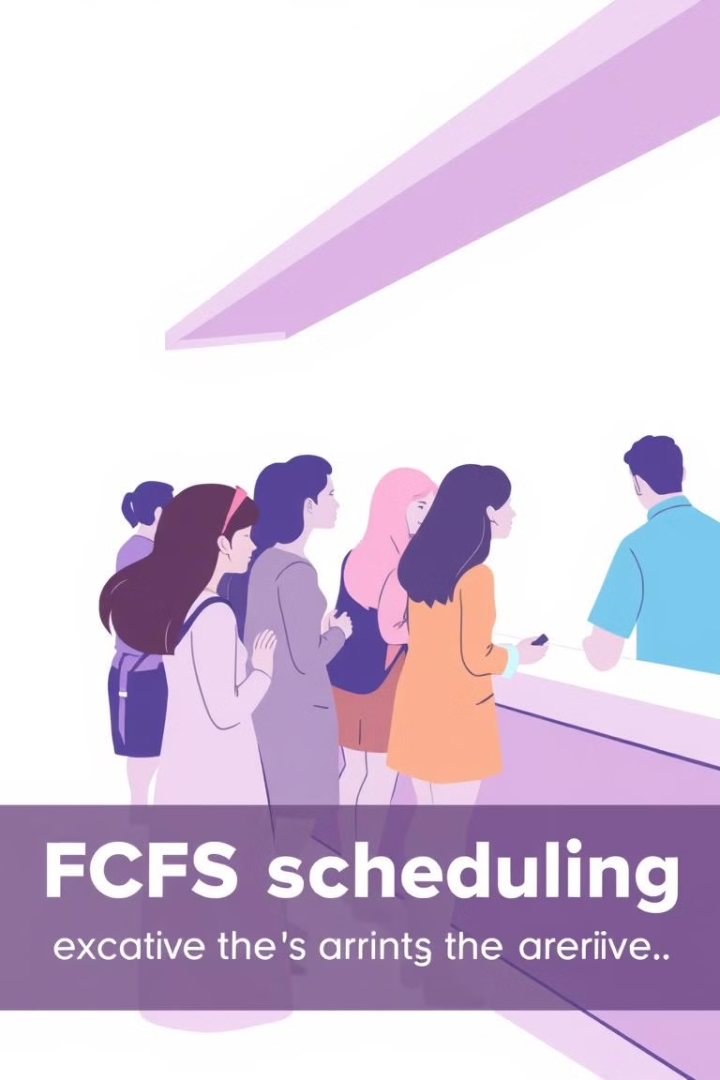 FCFS scheduling
excative the's arrints the areriive..